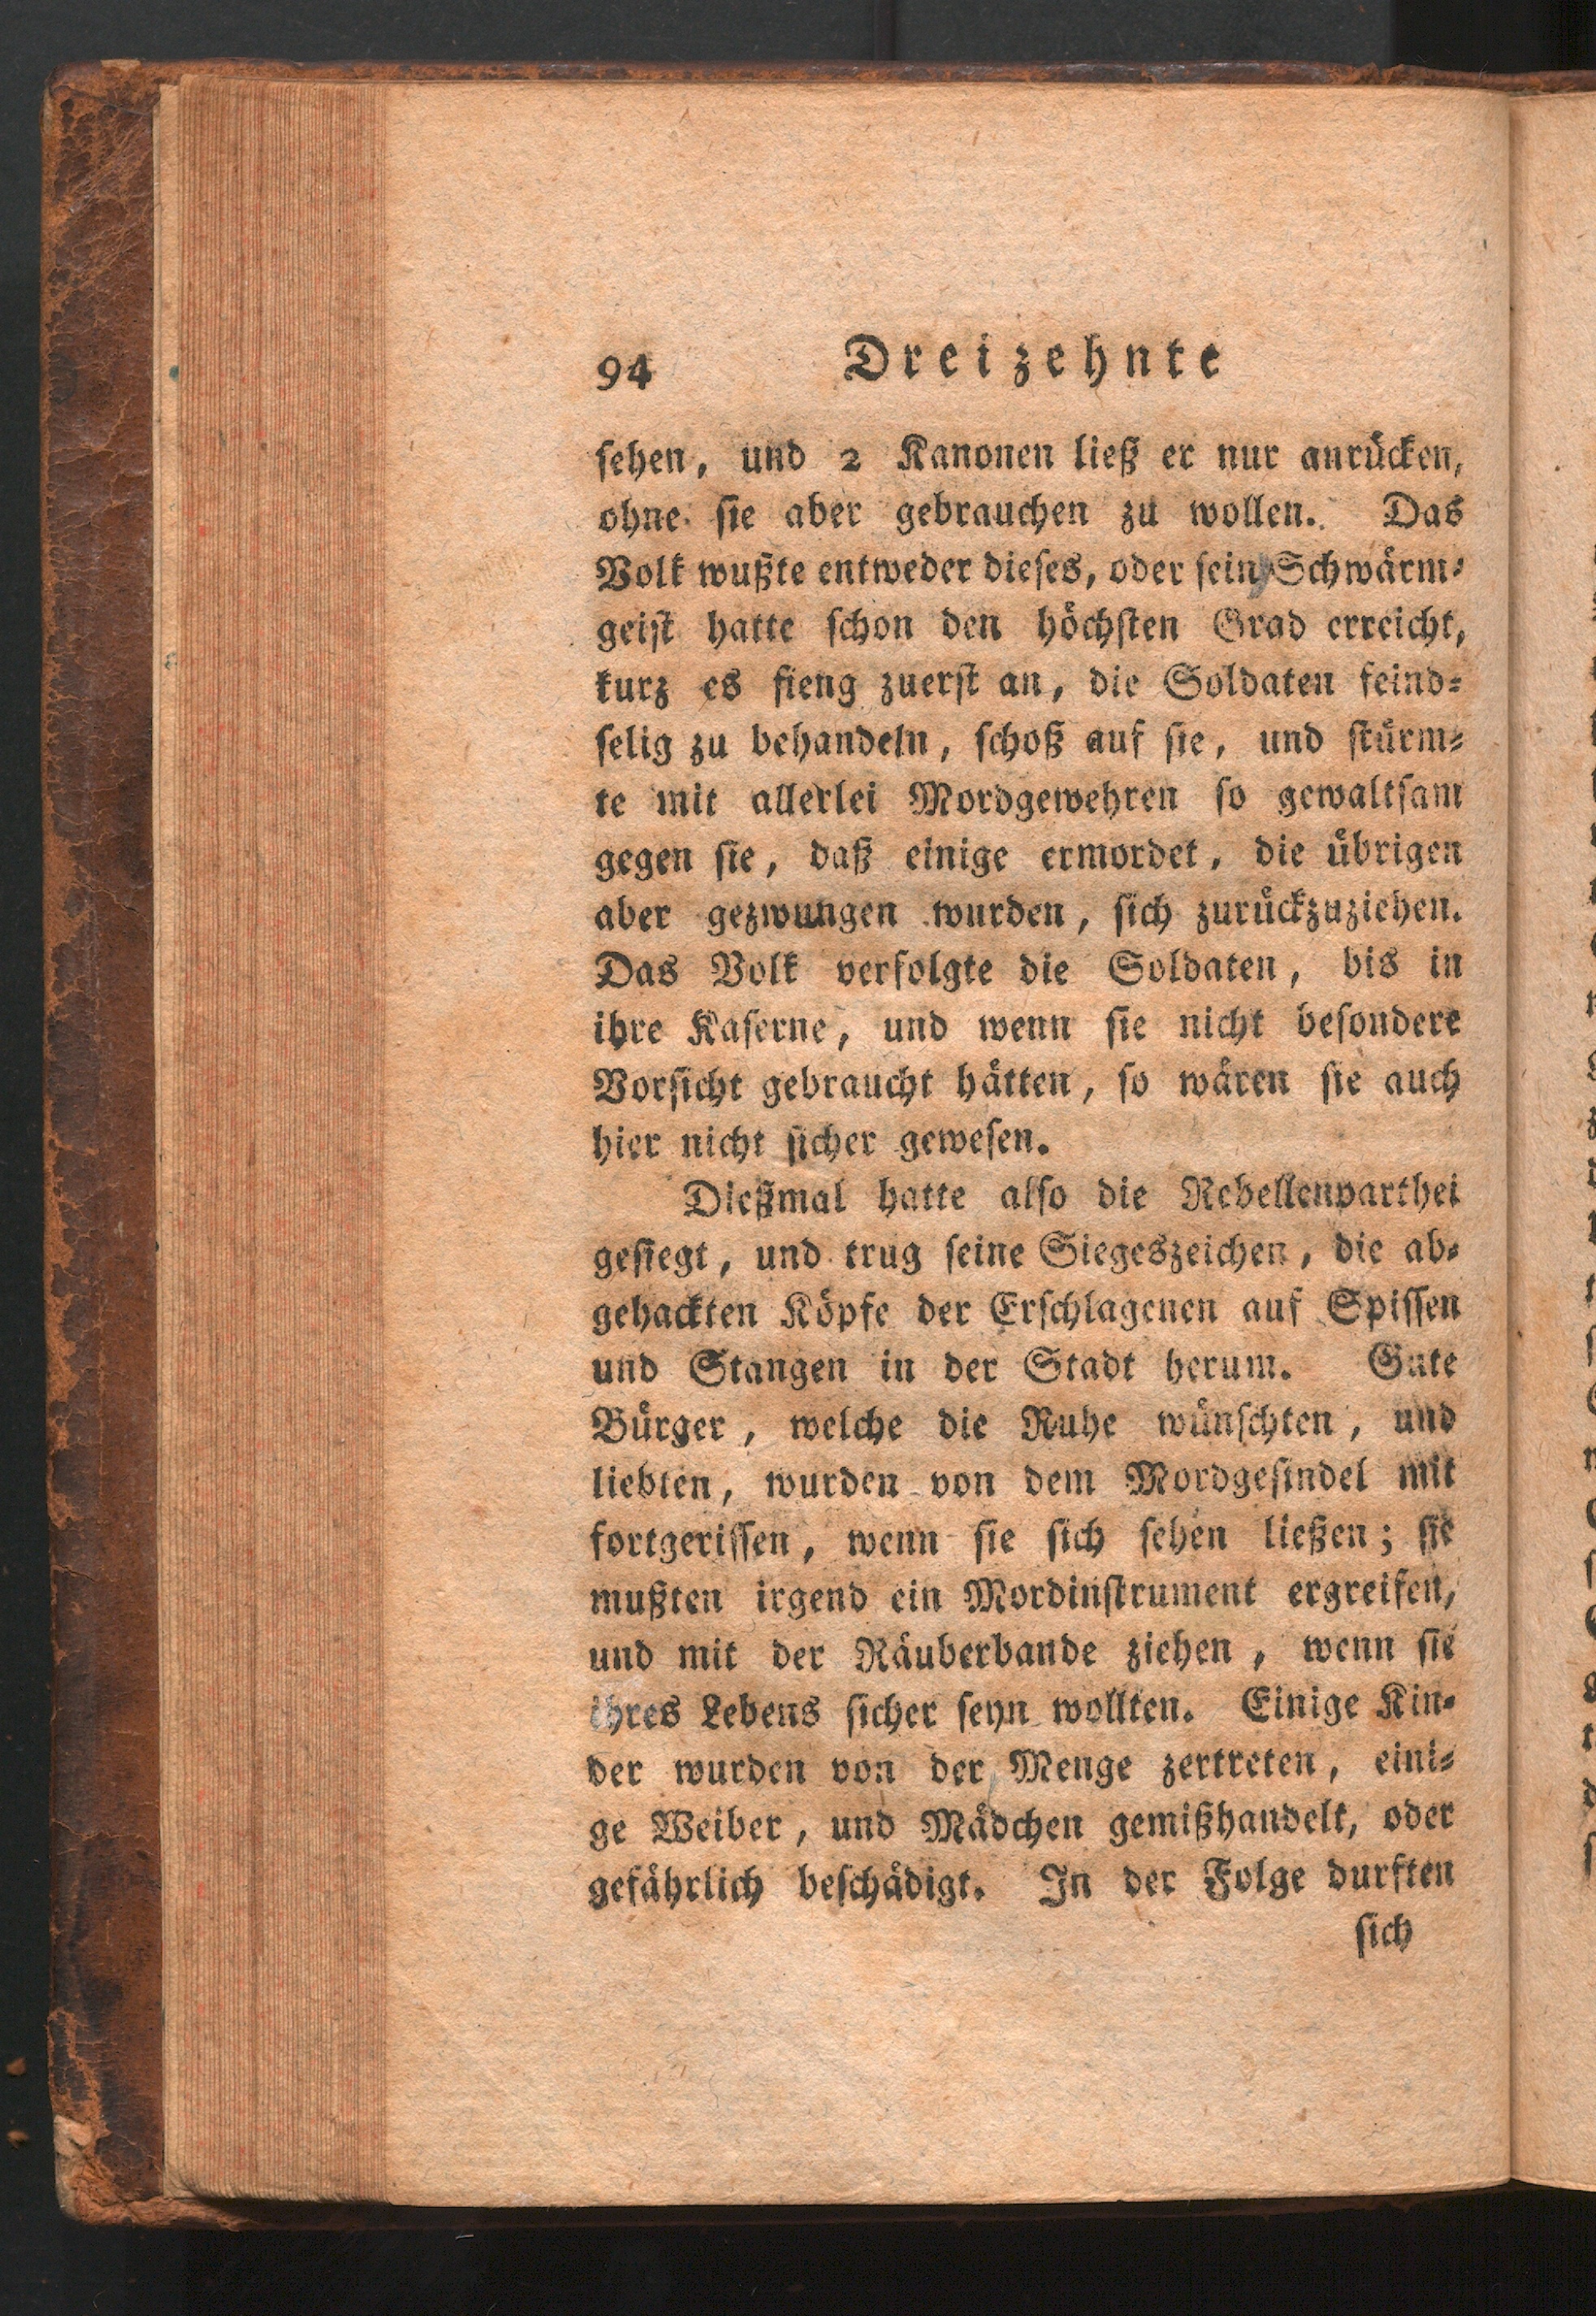 94 Dreizehnte
sehen, und 2 Kanonen ließ er nur anrücken,
ohne sie aber gebrauchen zu wollen. Das
Volk wußte entweder dieses, oder sein Schwärm-
geist hatte schon den höchsten Grad erreicht,
kurz es fieng zuerst an, die Soldaten feind-
selig zu behandeln, schoß auf sie, und stürm-
te mit allerlei Mordgewehren so gewaltsam
gegen sie, daß einige ermordet, die übrigen
aber gezwungen wurden, sich zurückzuziehen.
Das Volk verfolgte die Soldaten, bis in
ihre Kaserne, und wenn sie nicht besondere
Vorsicht gebraucht hätten, so wären sie auch
hier nicht sicher gewesen.
Dießmal hatte also die Rebellenparthei
gesiegt, und trug seine Siegeszeichen, die ab-
gehackten Köpfe der Erschlagenen auf Spissen
und Stangen in der Stadt herum. Gute
Bürger, welche die Ruhe wünschten, und
liebten, wurden von dem Mordgesindel mit
fortgerissen, wenn sie sich sehen ließen; sie
mußten irgend ein Mordinstrument ergreifen,
und mit der Räuberbande ziehen, wenn sie
ihres Lebens sicher seyn wollten. Einige Kin-
der wurden von der Menge zertreten, eini-
ge Weiber, und Mädchen gemißhandelt, oder
gefährlich beschädigt. In der Folge durften
sich